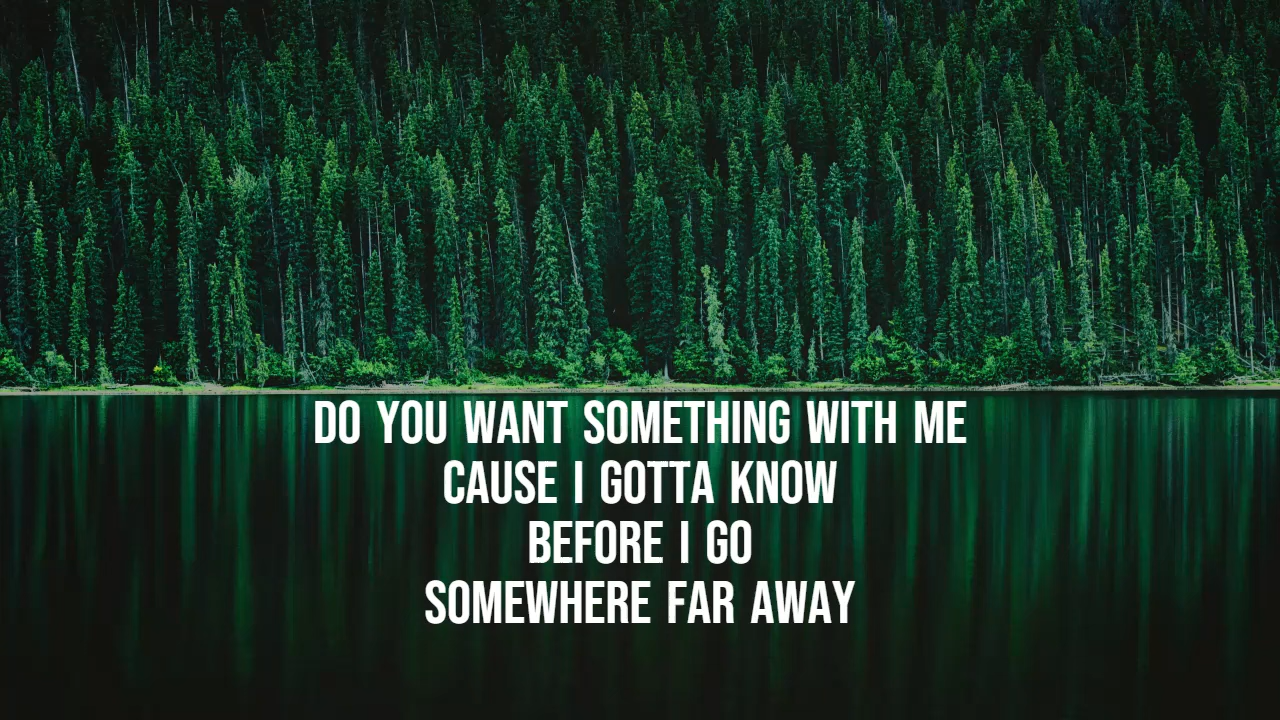 DO YOU WANT SOMETHING WITH ME
CAUSE I GOTTA KNOW
BEFORE I GO
SOMEWHERE FAR AWAY